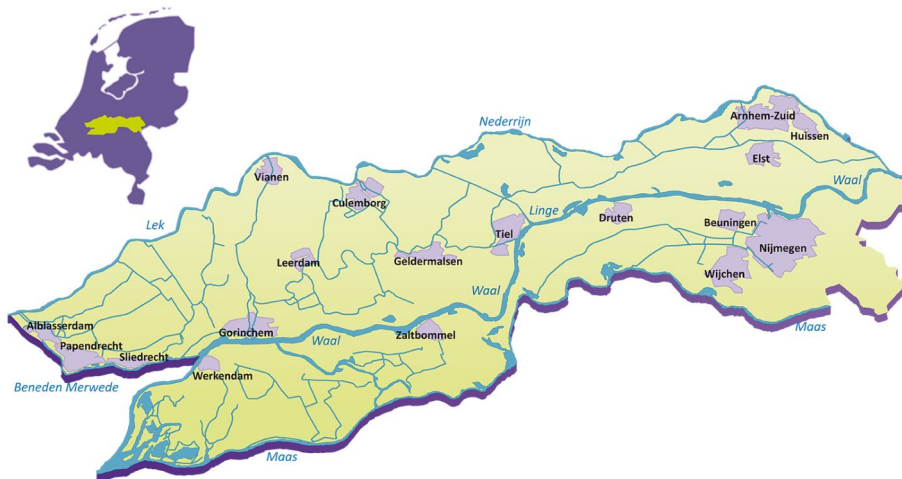 Arnhem-Zuid
Nederrijn
Huissen
Elst
Vianen
Waal
Culemborg
Linge
Druten
Lek
Beuningen
Tiel
Nijmegen
Leerdam
Geldermalsen
Wijchen
Waal
Alblasserdam
Gorinchem
Waal
Zaltbommel
Maas
Papendrecht
Sliedrecht
Werkendam
Beneden Merwede
Maas